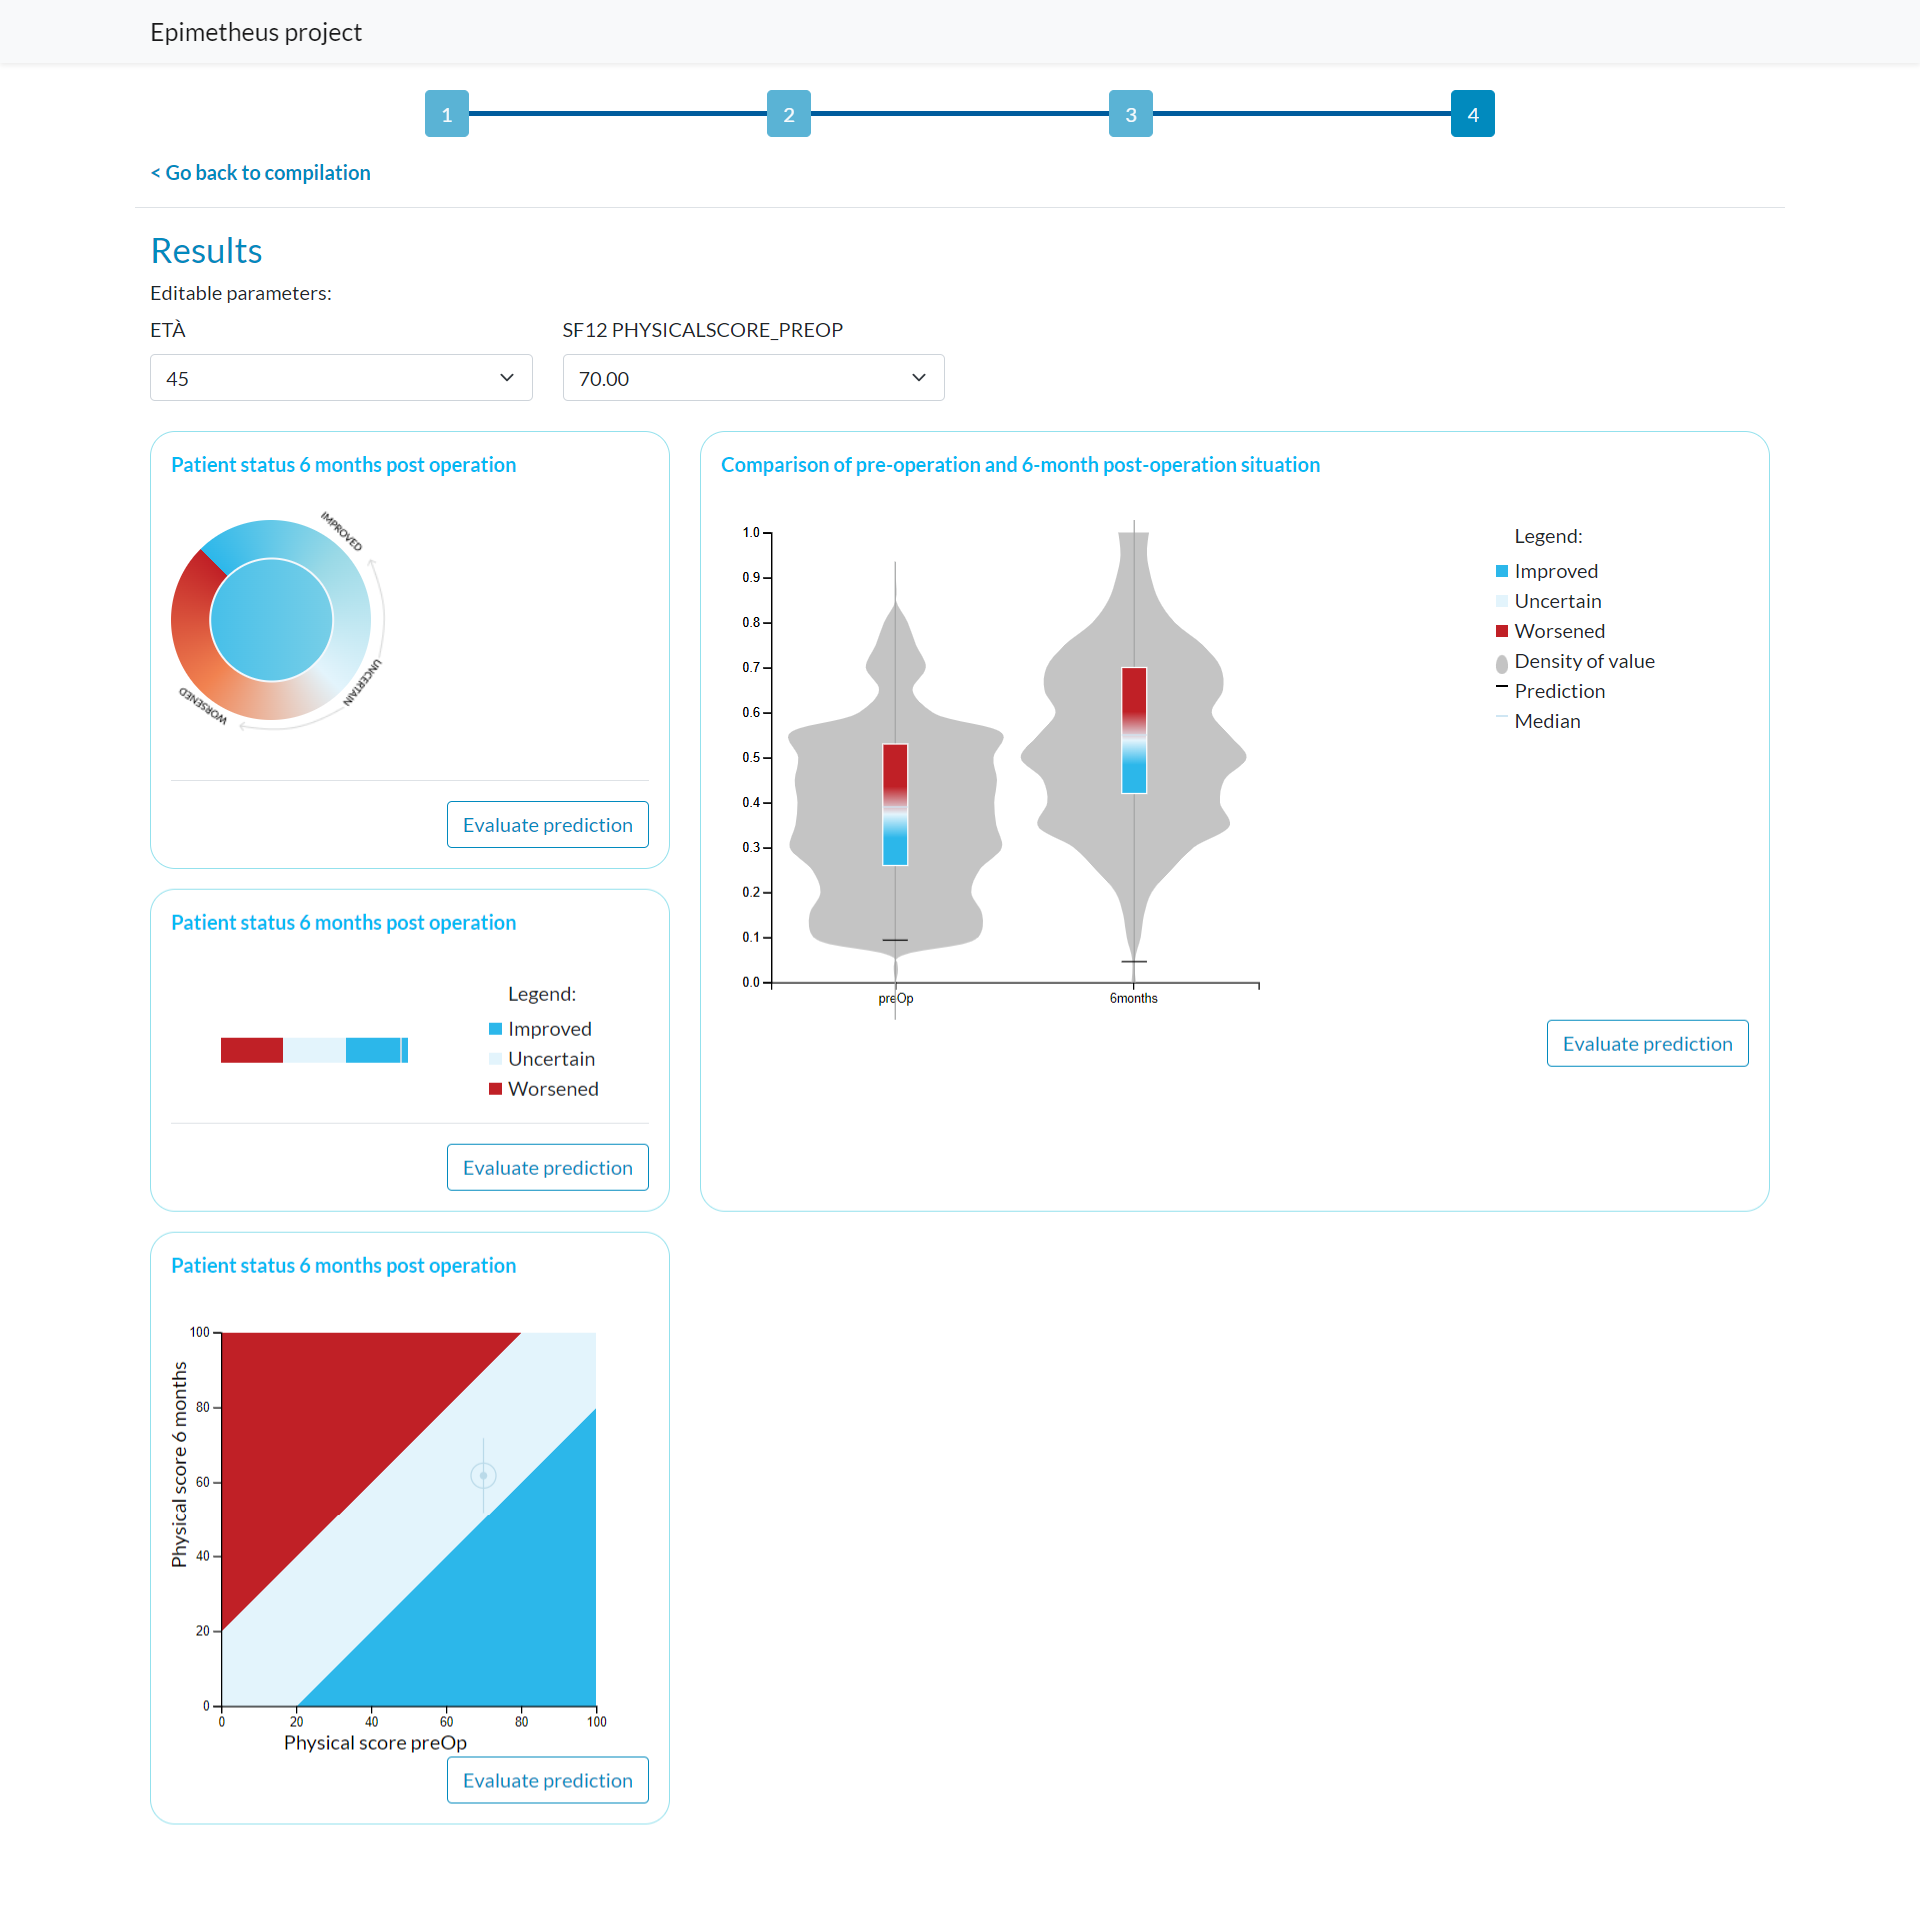 Epimetheus project
1 2 3 4
< Go back to compilation
Results
Editable parameters:
ETÀ
45
SF12 PHYSICALSCORE_PREOP
70.00
Patient status 6 months post operation
IMPROVED
UNCERTAIN
WORSENED
Evaluate prediction
Comparison of pre-operation and 6-month post-operation situation
1.0
0.9
0.8
0.7
0.6
0.5
0.4
0.3
0.2
0.1
0.0
preOp 6months
Legend:
Improved
Uncertain
Worsened
Density of value
Prediction
Median
Evaluate prediction
Patient status 6 months post operation
Legend:
Improved
Uncertain
Worsened
Evaluate prediction
Patient status 6 months post operation
Physical score 6 months
100
80
60
40
20
0
0 20 40 60 80 100
Physical score preOp
Evaluate prediction